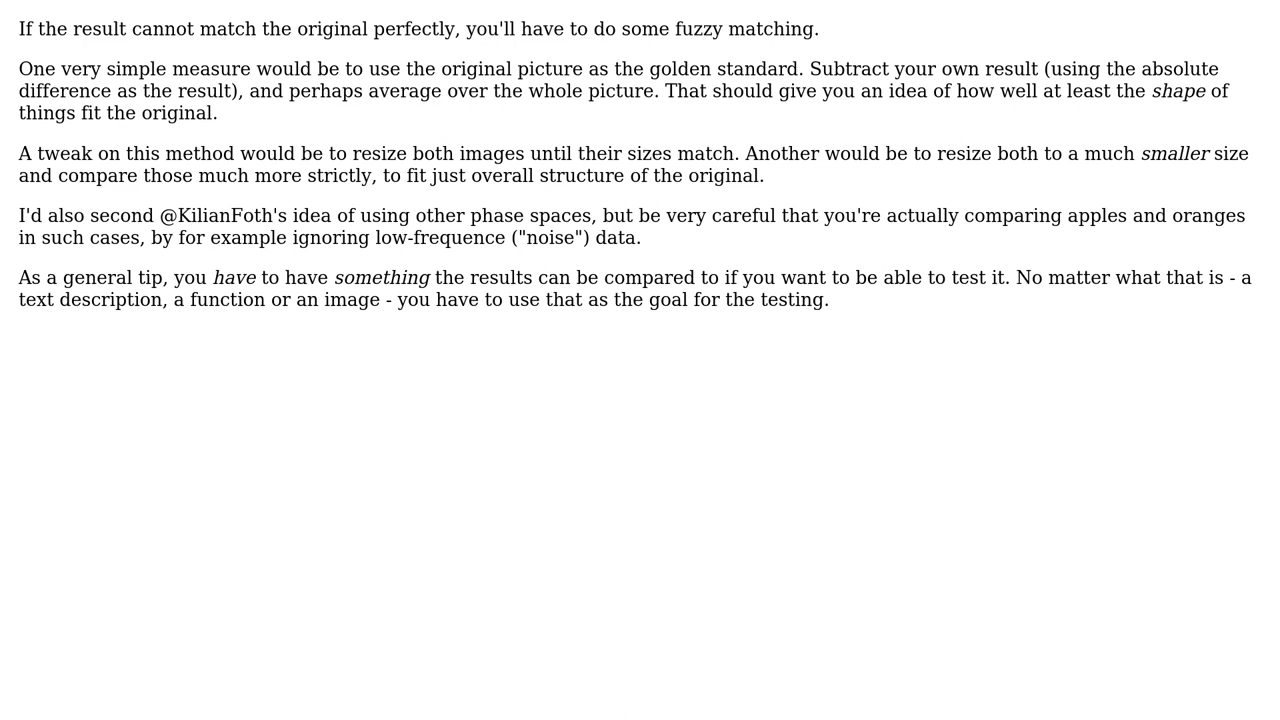 If the result cannot match the original perfectly, you'll have to do some fuzzy matching.
One very simple measure would be to use the original picture as the golden standard. Subtract your own result (using the absolute
difference as the result), and perhaps average over the whole picture. That should give you an idea of how well at least the shape of
things fit the original.
A tweak on this method would be to resize both images until their sizes match. Another would be to resize both to a much smaller size
and compare those much more strictly, to fit just overall structure of the original.
I'd also second @KilianFoth's idea of using other phase spaces, but be very careful that you're actually comparing apples and oranges
in such cases, by for example ignoring low-frequence ("noise") data.
As a general tip, you have to have something the results can be compared to if you want to be able to test it. No matter what that is - a
text description, a function or an image - you have to use that as the goal for the testing.